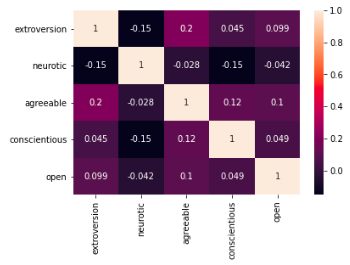 extroversion 1 -0.15 0.2 0.045 0.099
neurotic -0.15 1 -0.028 -0.15 -0.042
agreeable 0.2 -0.028 1 0.12 0.1
conscientious 0.045 -0.15 0.12 1 0.049
open 0.099 -0.042 0.1 0.049 1
extroversion
neurotic
agreeable
conscientious
open
1.0
0.8
0.6
0.4
0.2
0.0